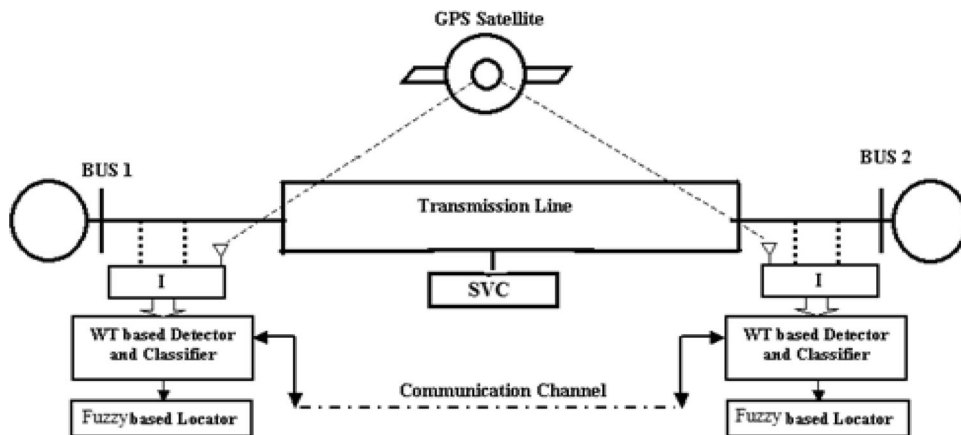 GPS Satellite
BUS 1
BUS 2
Transmission Line
I
SVC
I
WT based Detector
and Classifier
WT based Detector
and Classifier
Communication Channel
Fuzzy based Locator
Fuzzy based Locator